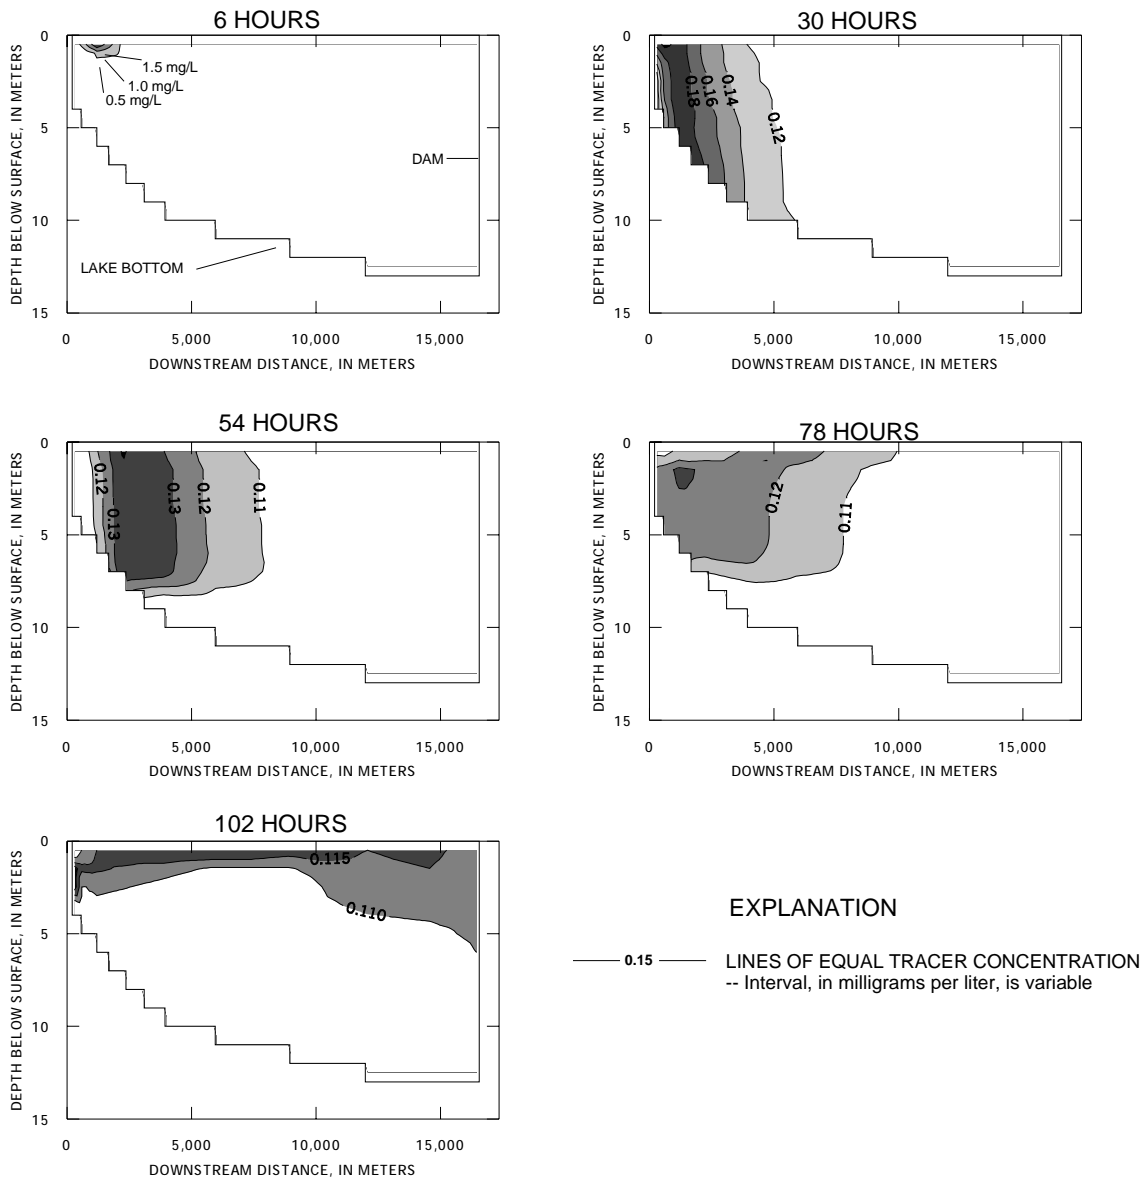 6 HOURS
0
5
10
15
DEPTH BELOW SURFACE, IN METERS
1.5 mg/L
1.0 mg/L
0.5 mg/L
DAM
LAKE BOTTOM
0 5,000 10,000 15,000
DOWNSTREAM DISTANCE, IN METERS
30 HOURS
0
5
10
15
DEPTH BELOW SURFACE, IN METERS
0.18
0.16
0.14
0.12
0 5,000 10,000 15,000
DOWNSTREAM DISTANCE, IN METERS
54 HOURS
0
5
10
15
DEPTH BELOW SURFACE, IN METERS
0.12
0.13
0.13
0.12
0.11
0 5,000 10,000 15,000
DOWNSTREAM DISTANCE, IN METERS
78 HOURS
0
5
10
15
DEPTH BELOW SURFACE, IN METERS
0.12
0.11
0 5,000 10,000 15,000
DOWNSTREAM DISTANCE, IN METERS
102 HOURS
0
5
10
15
DEPTH BELOW SURFACE, IN METERS
0.115
0.110
0 5,000 10,000 15,000
DOWNSTREAM DISTANCE, IN METERS
EXPLANATION
0.15
LINES OF EQUAL TRACER CONCENTRATION
-- Interval, in milligrams per liter, is variable